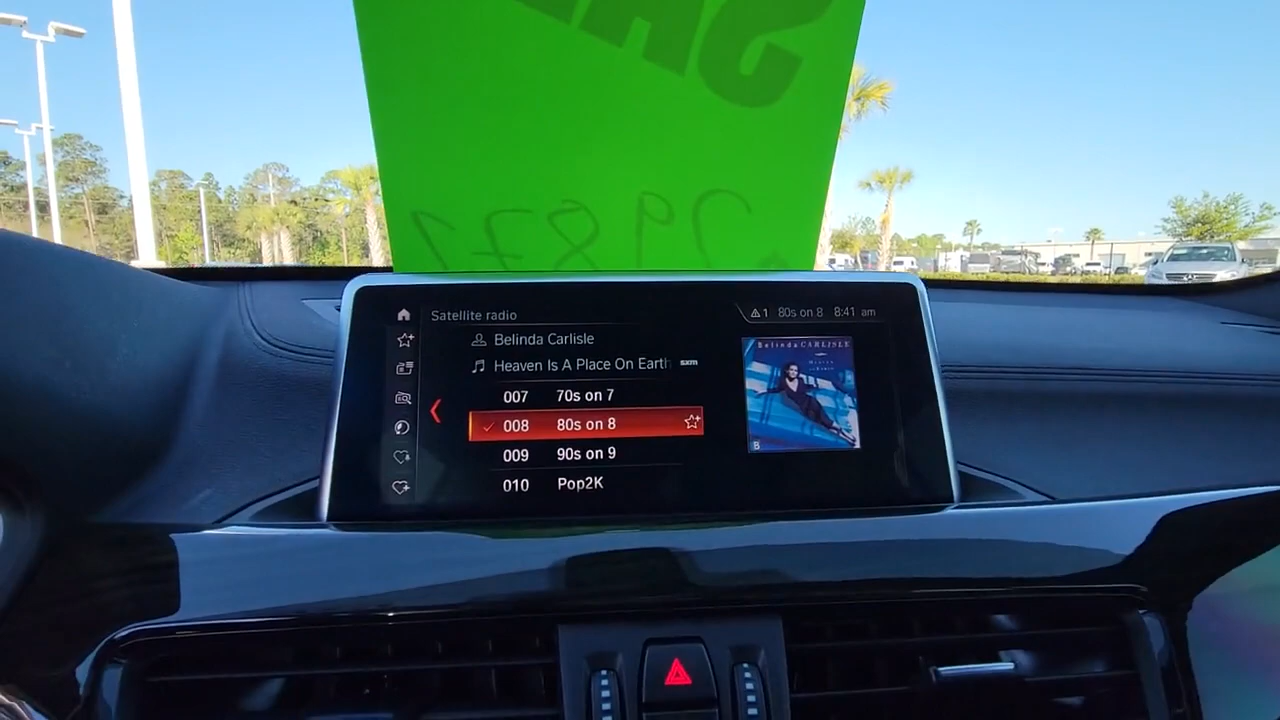 Satellite radio
1 80s on 8 8:41 am
Belinda Carlisle
Heaven Is A Place On Earth sxm
007 70s on 7
008 80s on 8
009 90s on 9
010 Pop2K
Belinda CARLISLE